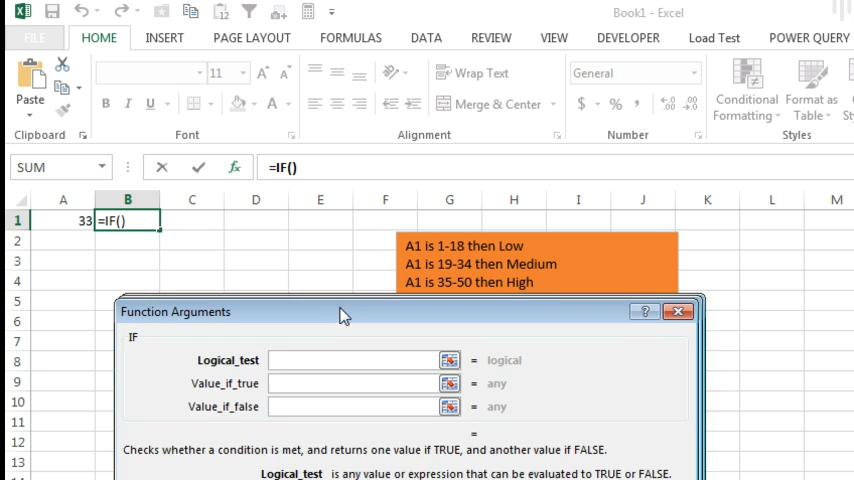 Book1 - Excel
FILE HOME INSERT PAGE LAYOUT FORMULAS DATA REVIEW VIEW DEVELOPER Load Test POWER QUERY
Paste
B I U
11
A A
A
Wrap Text
Merge & Center
General
$ % ,
Conditional Formatting
Format as Table
Clipboard Font Alignment Number Styles
SUM
fx
=IF()
A B C D E F G H I J K L M
1 33 =IF()
2
3
4
5
6
7
8
9
10
11
12
13
14
A1 is 1-18 then Low
A1 is 19-34 then Medium
A1 is 35-50 then High
Function Arguments
?
IF
Logical_test = logical
Value_if_true = any
Value_if_false = any
=
Checks whether a condition is met, and returns one value if TRUE, and another value if FALSE.
Logical_test is any value or expression that can be evaluated to TRUE or FALSE.